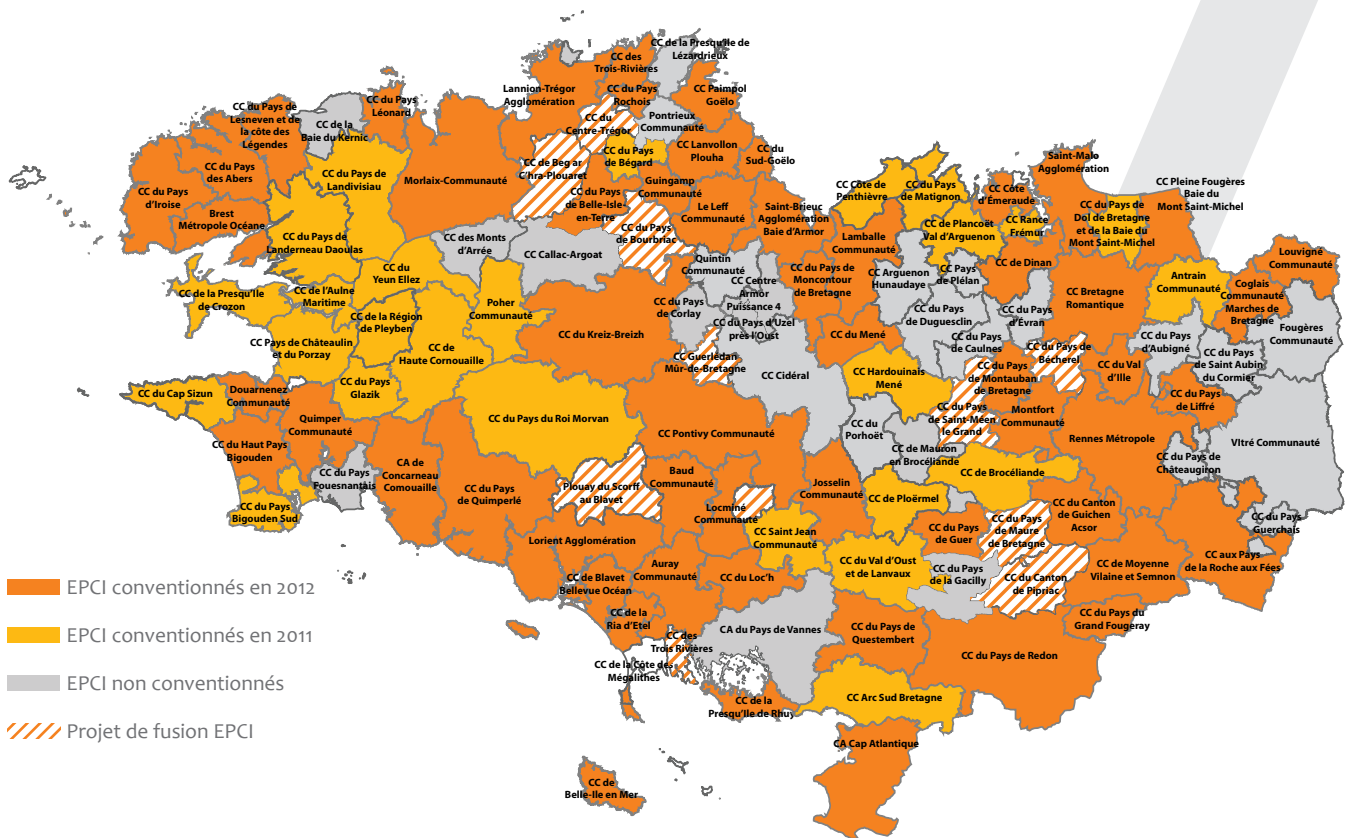 CC de la Presqu'île de
Lézardrieux
CC des
Trois-Rivières
Lannion-Trégor
Agglomération
CC du Pays
Rochois
CC Paimpol
Goëlo
CC du Pays
Léonard
CC du Pays de
Lesneven et de
la côte des
Légendes
CC de la
Baie du Kernic
CC du
Centre-Trégor
Pontrieux
Communauté
CC Lanvollon
Plouha
CC du
Sud-Goëlo
CC du Pays
de Bégard
CC de Beg ar
C'hra-Plouaret
CC du Pays
des Abers
CC du Pays de
Landivisiau
Morlaix-Communauté
CC du Pays
d'Iroise
Brest
Métropole Océane
CC du Pays
de Belle-Isle-
en-Terre
Guingamp
Communauté
Le Leff
Communauté
Saint-Brieuc
Agglomération
Baie d'Armor
CC Côte de
Penthièvre
CC du Pays
de Matignon
CC Côte
d'Émeraude
Saint-Malo
Agglomération
CC Pleine Fougères
Baie du
Mont Saint-Michel
CC Rance
Frémur
CC du Pays de
Dol de Bretagne
et de la Baie du
Mont Saint-Michel
CC de Plancoët
Val d'Arguenon
Lamballe
Communauté
CC du Pays de
Landerneau Daoulas
CC des Monts
d'Arrée
CC Callac-Argoat
CC du Pays
de Bourbriac
Quintin
Communauté
CC Centre
Armor
Puissance 4
CC du Pays de
Moncontour
de Bretagne
CC Arguenon
Hunaudaye
CC Pays
de Plélan
CC de Dinan
CC Bretagne
Romantique
Antrain
Communauté
Louvigné
Communauté
Coglais
Communauté
Marches de
Bretagne
Fougères
Communauté
CC du
Yeun Ellez
CC de la Presqu'Ile
de Crozon
CC de l'Aulne
Maritime
CC de la Région
de Pleyben
Poher
Communauté
CC du Kreiz-Breizh
CC du Pays
de Corlay
CC du Pays d'Uzel
près l'Oust
CC du Pays
de Duguesclin
CC du Pays
d'Évran
CC du Pays
d'Aubigné
CC du Pays
de Saint Aubin
du Cormier
CC Pays de Châteaulin
et du Porzay
CC de
Haute Cornouaille
CC Guerlédan
Mûr-de-Bretagne
CC du Mené
CC du Pays
de Caulnes
CC du Pays de
Bécherel
CC du Val
d'Ille
CC Cidéral
CC Hardouinais
Mené
CC du Pays
de Montauban
de Bretagne
CC du Pays
de Liffré
CC du Cap Sizun
Douarnenez
Communauté
CC du Pays
Glazik
Quimper
Communauté
CC du Pays du Roi Morvan
CC du Pays
de Saint-Méen
le Grand
Montfort
Communauté
Rennes Métropole
Vitré Communauté
CC du Haut Pays
Bigouden
CC Pontivy Communauté
CC du
Porhoët
CC de Mauron
en Brocéliande
CC du Pays de
Châteaugiron
CC du Pays
Fouesnantais
CA de
Concarneau
Cornouaille
CC du Pays
de Quimperlé
Plouay du Scorff
au Blavet
Baud
Communauté
Josselin
Communauté
CC de Brocéliande
CC de Ploërmel
CC du Pays
Bigouden Sud
Locminé
Communauté
CC du Canton
de Guichen
Acsor
CC du Pays
Guerchais
CC Saint Jean
Communauté
CC du Pays
de Guer
CC du Pays
de Maure
de Bretagne
Lorient Agglomération
CC du Val d'Oust
et de Lanvaux
CC du Pays
de la Gacilly
CC de Moyenne
Vilaine et Semnon
CC aux Pays
de la Roche aux Fées
Auray
Communauté
CC du Loc'h
CC de Blavet
Bellevue Océan
CC du Canton
de Pipriac
CC de la
Ria d'Etel
CC du Pays du
Grand Fougeray
CC des
Trois Rivières
CA du Pays de Vannes
CC du Pays de
Questembert
CC de la Côte des
Mégalithes
CC du Pays de Redon
CC de la
Presqu'Ile de Rhuys
CC Arc Sud Bretagne
CA Cap Atlantique
CC de
Belle-Ile en Mer
EPCI conventionnés en 2012
EPCI conventionnés en 2011
EPCI non conventionnés
Projet de fusion EPCI